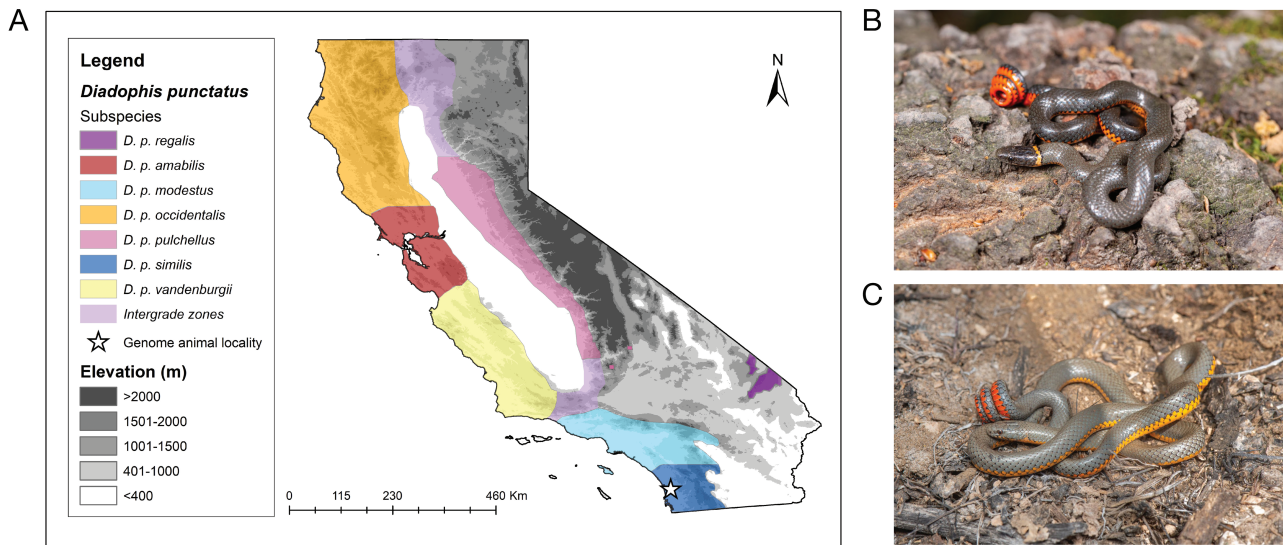 A
Legend
Diadophis punctatus
Subspecies
D. p. regalis
D. p. amabilis
D. p. modestus
D. p. occidentalis
D. p. pulchellus
D. p. similis
D. p. vandenburgii
Intergrade zones
Genome animal locality
Elevation (m)
>2000
1501-2000
1001-1500
401-1000
<400
N
0 115 230 460 Km
B
C